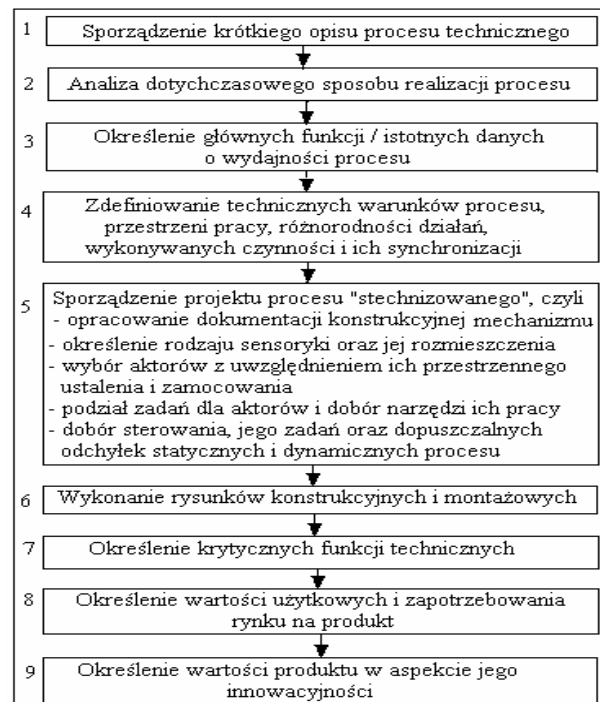 1 Sporządzenie krótkiego opisu procesu technicznego
2 Analiza dotychczasowego sposobu realizacji procesu
3 Określenie głównych funkcji / istotnych danych
o wydajności procesu
4 Zdefiniowanie technicznych warunków procesu,
przestrzeni pracy, różnorodności działań,
wykonywanych czynności i ich synchronizacji
5 Sporządzenie projektu procesu "stechnizowanego", czyli
- opracowanie dokumentacji konstrukcyjnej mechanizmu
- określenie rodzaju sensoryki oraz jej rozmieszczenia
- wybór aktorów z uwzględnieniem ich przestrzennego
ustalenia i zamocowania
- podział zadań dla aktorów i dobór narzędzi ich pracy
- dobór sterowania, jego zadań oraz dopuszczalnych
odchyłek statycznych i dynamicznych procesu
6 Wykonanie rysunków konstrukcyjnych i montażowych
7 Określenie krytycznych funkcji technicznych
8 Określenie wartości użytkowych i zapotrzebowania
rynku na produkt
9 Określenie wartości produktu w aspekcie jego
innowacyjności